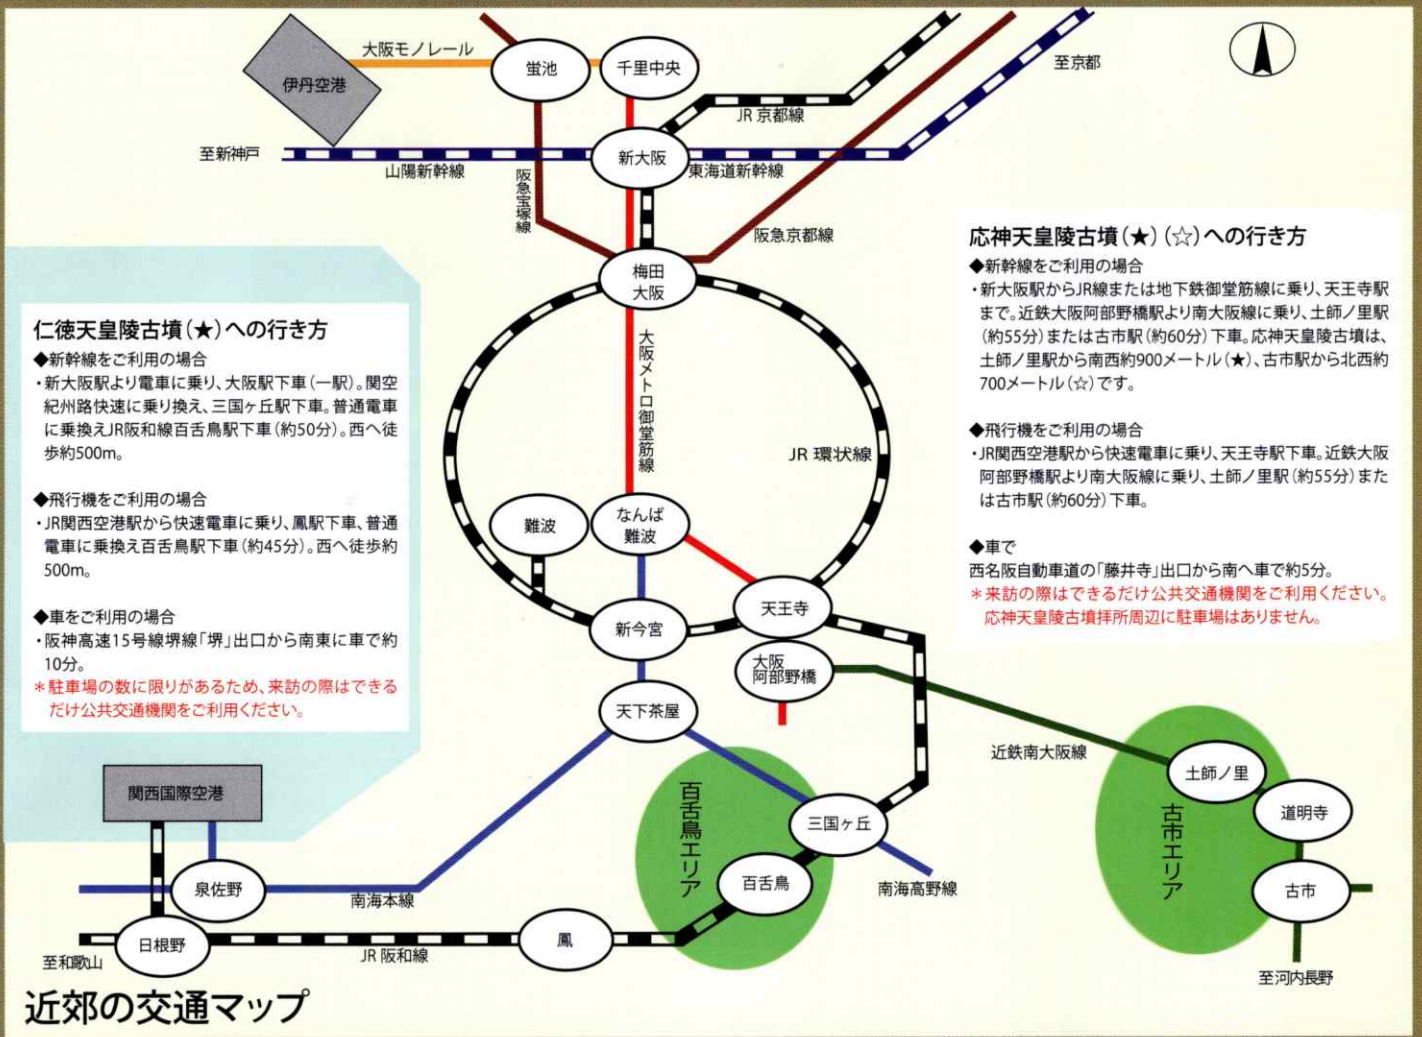 大阪モノレール
伊丹空港
蛍池
千里中央
至京都
JR 京都線
至新神戸
山陽新幹線
新大阪
東海道新幹線
阪急宝塚線
阪急京都線
梅田
大阪
仁徳天皇陵古墳(★)への行き方
◆新幹線をご利用の場合
・新大阪駅より電車に乗り、大阪駅下車(一駅)。関空
紀州路快速に乗り換え、三国ヶ丘駅下車。普通電車
に乗換えJR阪和線百舌鳥駅下車(約50分)。西へ徒
歩約500m。
◆飛行機をご利用の場合
・JR関西空港駅から快速電車に乗り、鳳駅下車、普通
電車に乗換え百舌鳥駅下車(約45分)。西へ徒歩約
500m。
◆車をご利用の場合
・阪神高速15号線堺線「堺」出口から南東に車で約
10分。
＊駐車場の数に限りがあるため、来訪の際はできる
だけ公共交通機関をご利用ください。
応神天皇陵古墳(★)(☆)への行き方
◆新幹線をご利用の場合
・新大阪駅からJR線または地下鉄御堂筋線に乗り、天王寺駅
まで。近鉄大阪阿部野橋駅より南大阪線に乗り、土師ノ里駅
(約55分)または古市駅(約60分)下車。応神天皇陵古墳は、
土師ノ里駅から南西約900メートル(★)、古市駅から北西約
700メートル(☆)です。
◆飛行機をご利用の場合
・JR関西空港駅から快速電車に乗り、天王寺駅下車。近鉄大阪
阿部野橋駅より南大阪線に乗り、土師ノ里駅(約55分)また
は古市駅(約60分)下車。
◆車で
西名阪自動車道の「藤井寺」出口から南へ車で約5分。
＊来訪の際はできるだけ公共交通機関をご利用ください。
応神天皇陵古墳拝所周辺に駐車場はありません。
大阪メトロ御堂筋線
JR 環状線
難波
なんば
難波
天王寺
新今宮
大阪
阿部野橋
天下茶屋
近鉄南大阪線
土師ノ里
道明寺
古市エリア
古市
至河内長野
百舌鳥エリア
三国ヶ丘
百舌鳥
南海高野線
関西国際空港
泉佐野
南海本線
日根野
鳳
至和歌山
JR 阪和線
近郊の交通マップ